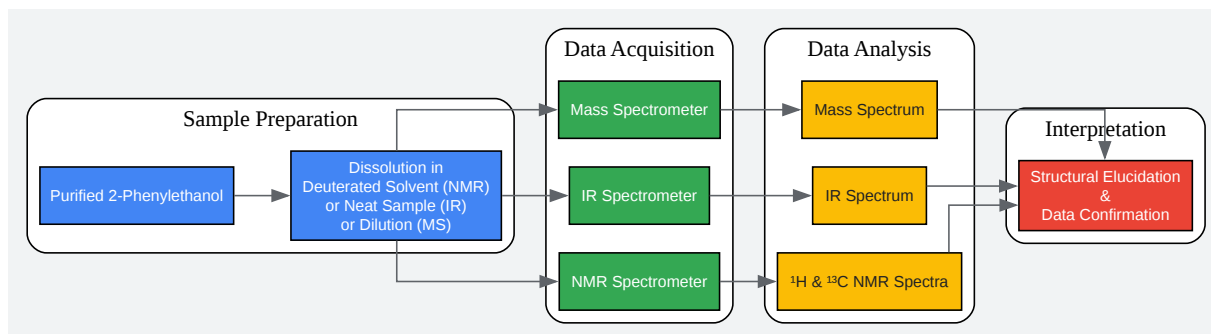 Sample Preparation
Purified 2-Phenylethanol
Dissolution in
Deuterated Solvent (NMR)
or Neat Sample (IR)
or Dilution (MS)
Data Acquisition
Mass Spectrometer
IR Spectrometer
NMR Spectrometer
Data Analysis
Mass Spectrum
IR Spectrum
¹H & ¹³C NMR Spectra
Interpretation
Structural Elucidation
&
Data Confirmation